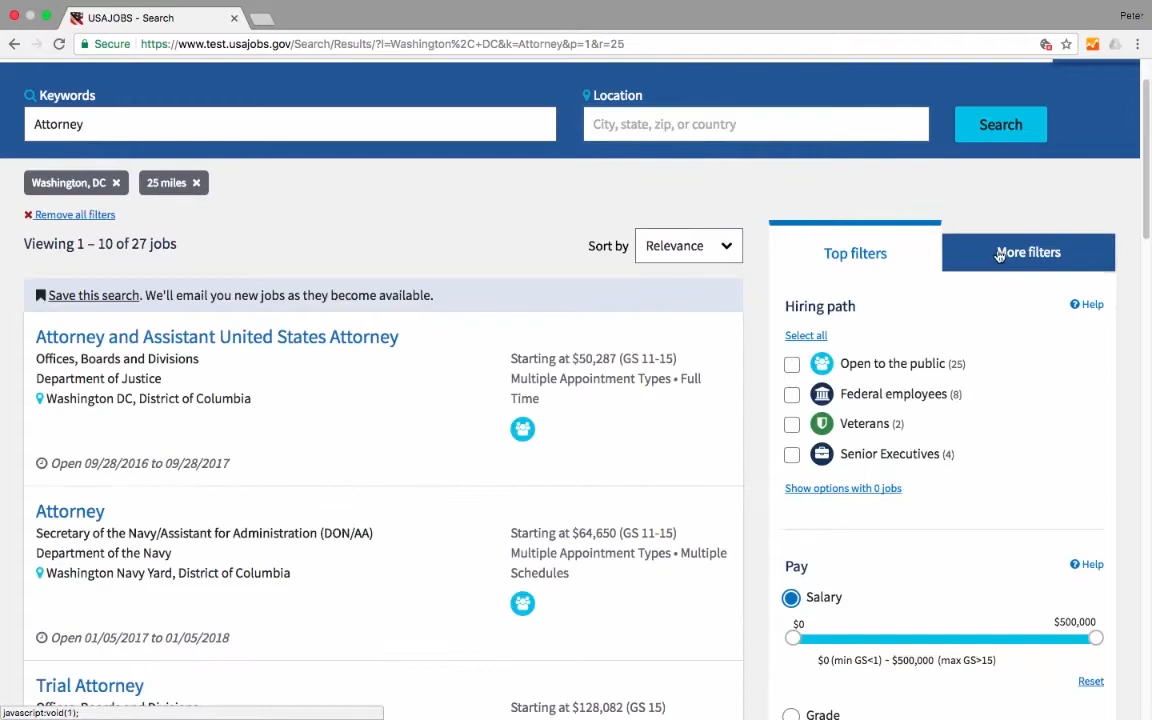 USAJOBS - Search
Peter
Secure https://www.test.usajobs.gov/Search/Results/?l=Washington%2C+DC&k=Attorney&p=1&r=25
Keywords
Location
Attorney
City, state, zip, or country
Search
Washington, DC
25 miles
Remove all filters
Viewing 1 – 10 of 27 jobs
Sort by Relevance
Top filters
More filters
Save this search. We'll email you new jobs as they become available.
Attorney and Assistant United States Attorney
Offices, Boards and Divisions
Department of Justice
Washington DC, District of Columbia
Starting at $50,287 (GS 11-15)
Multiple Appointment Types • Full
Time
Open 09/28/2016 to 09/28/2017
Attorney
Secretary of the Navy/Assistant for Administration (DON/AA)
Department of the Navy
Washington Navy Yard, District of Columbia
Starting at $64,650 (GS 11-15)
Multiple Appointment Types • Multiple
Schedules
Open 01/05/2017 to 01/05/2018
Trial Attorney
Starting at $128,082 (GS 15)
Hiring path
Help
Select all
Open to the public (25)
Federal employees (8)
Veterans (2)
Senior Executives (4)
Show options with 0 jobs
Pay
Help
Salary
$0
$500,000
$0 (min GS<1) – $500,000 (max GS>15)
Reset
Grade
javascript:void(1);